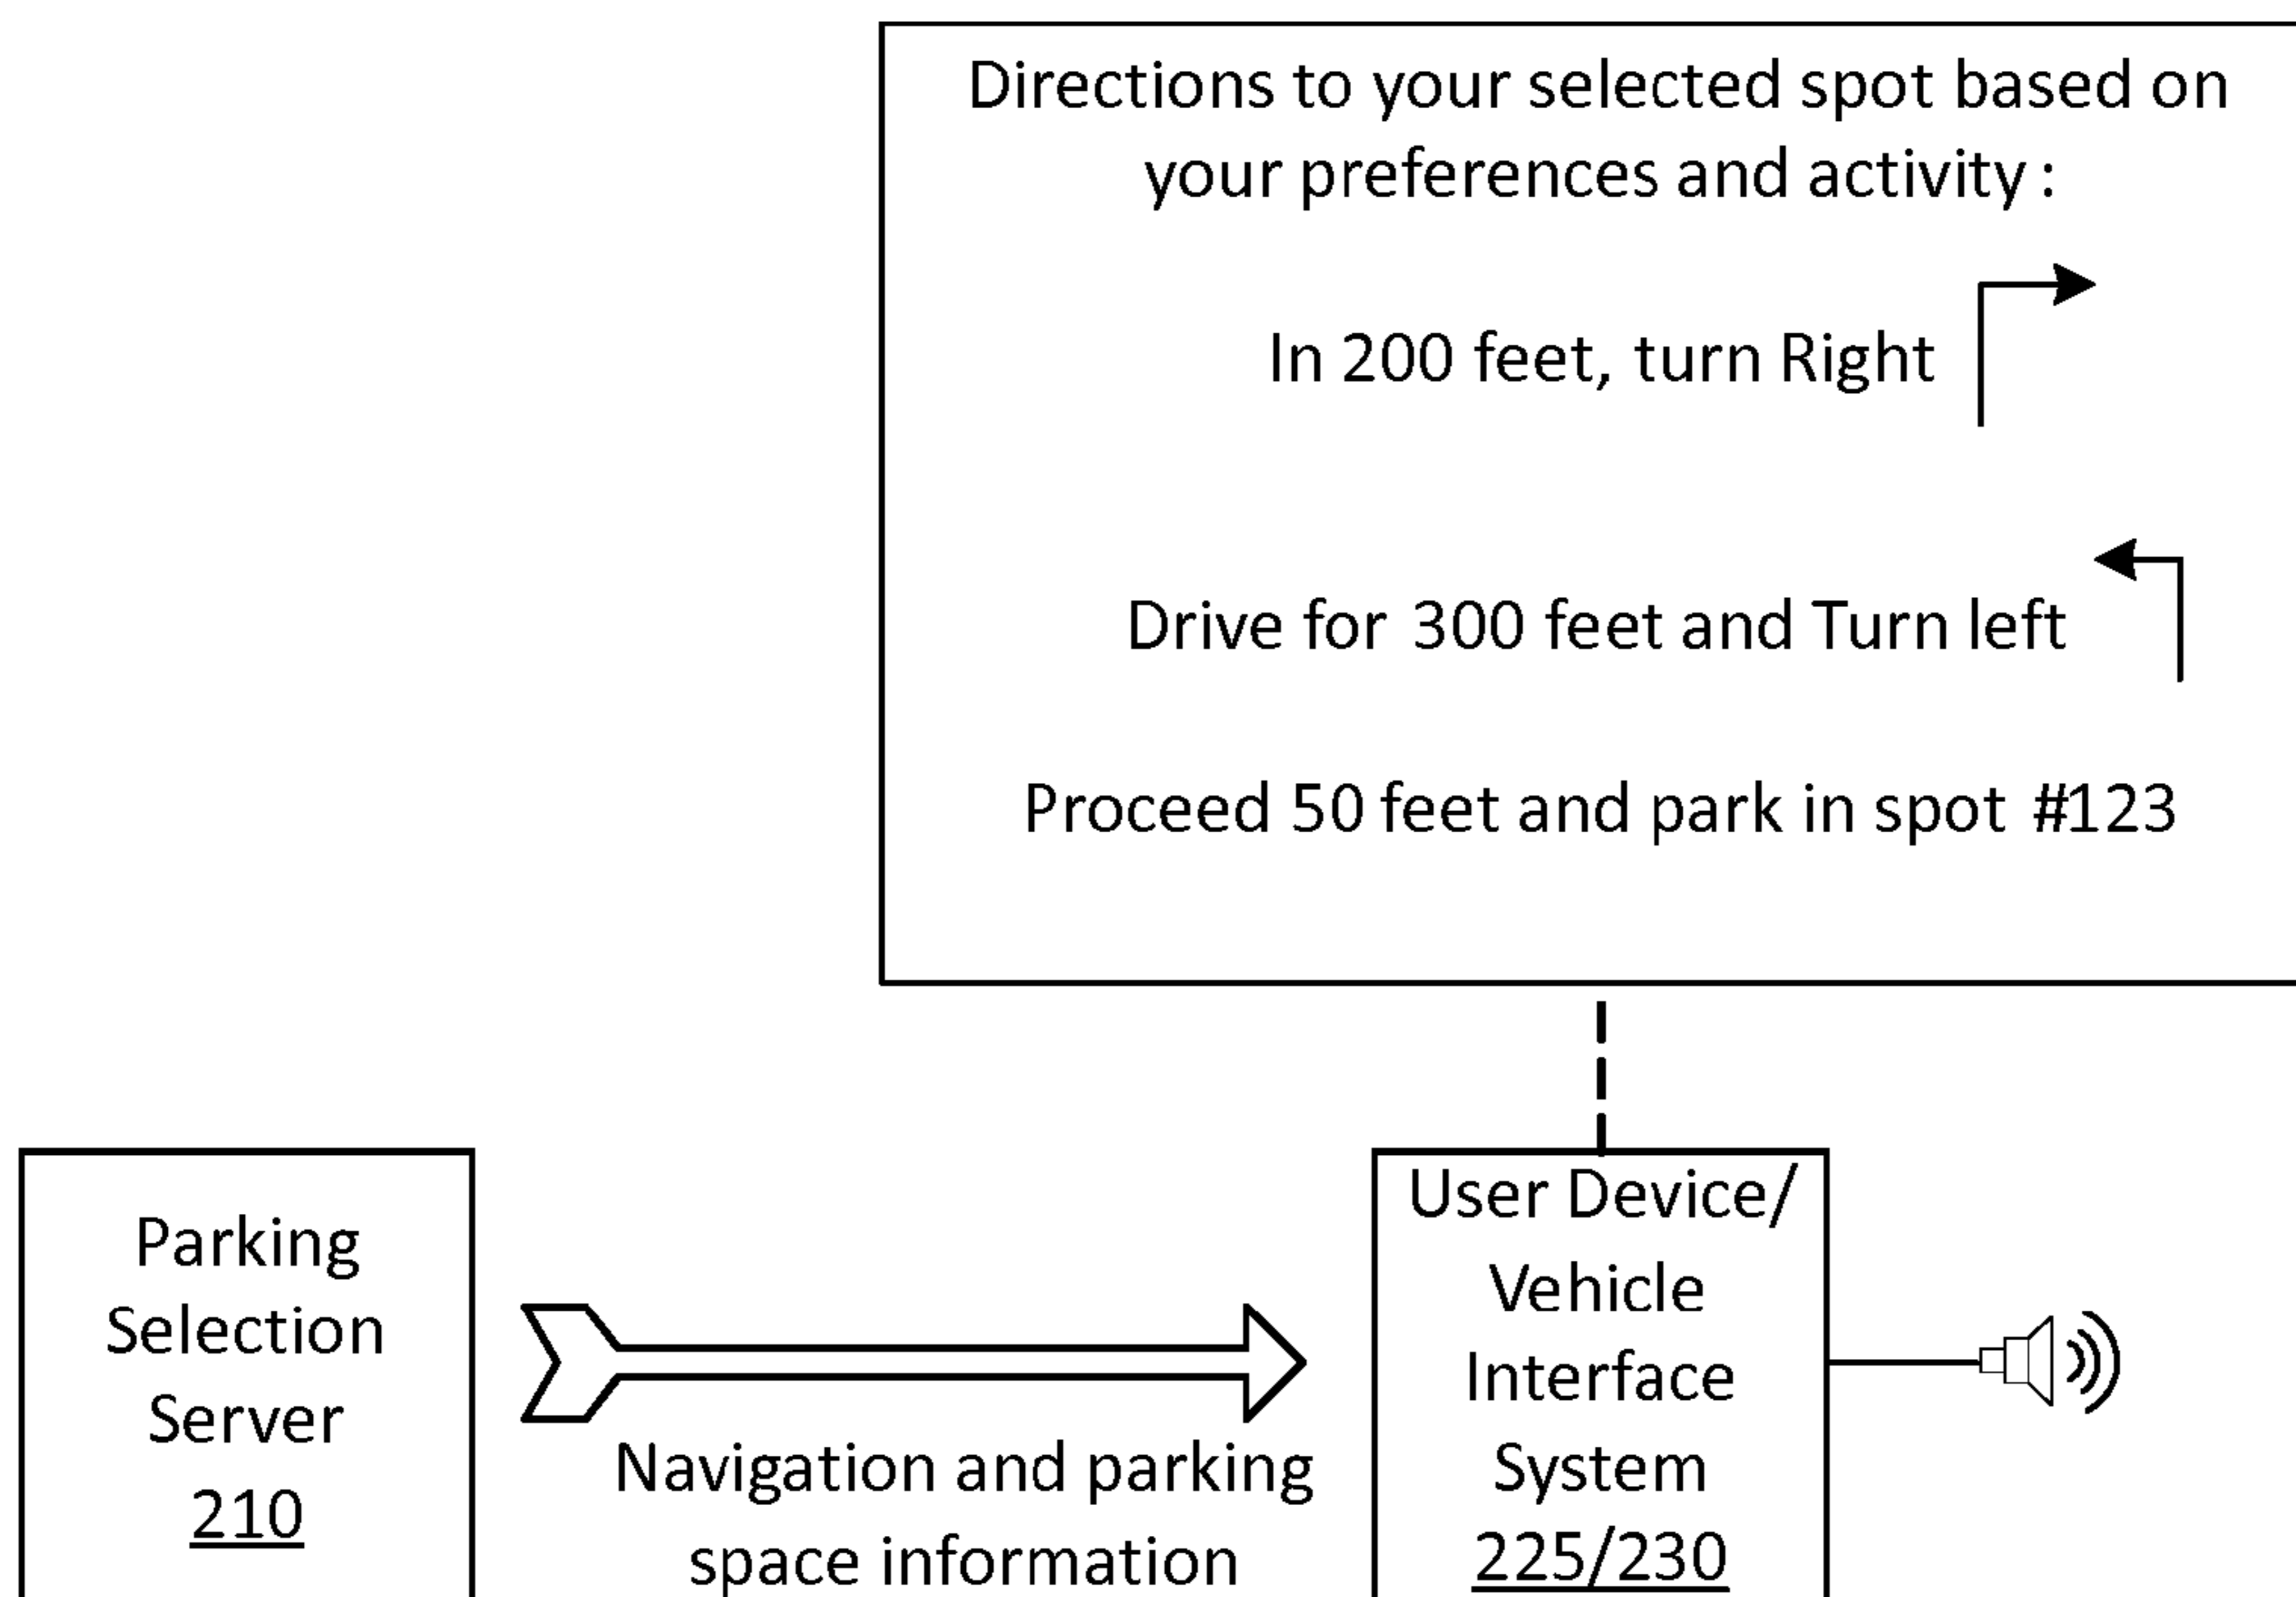 Directions to your selected spot based on
your preferences and activity :
In 200 feet, turn Right
Drive for 300 feet and Turn left
Proceed 50 feet and park in spot #123
Parking
Selection
Server
210
Navigation and parking
space information
User Device/
Vehicle
Interface
System
225/230